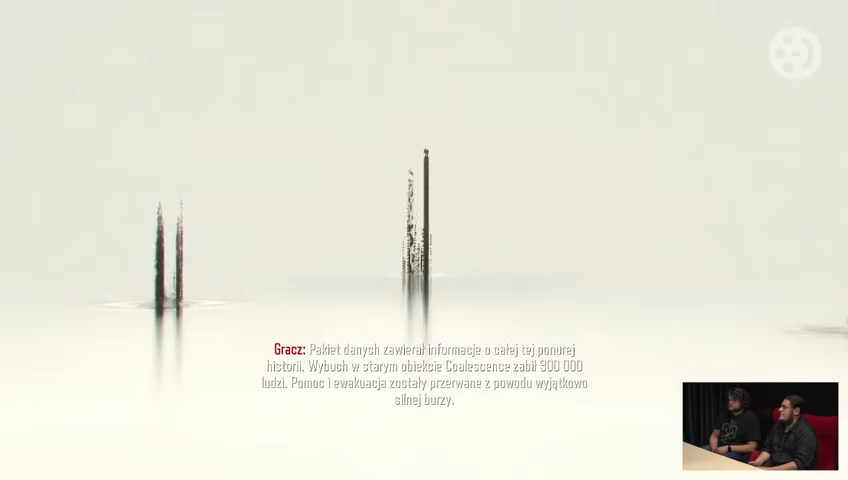 Gracz: Pakiet danych zawierał informacje o całej tej ponurej
historii. Wybuch w starym obiekcie Coalescence zabił 300 000
ludzi. Pomoc i ewakuacja zostały przerwane z powodu wyjątkowo
silnej burzy.